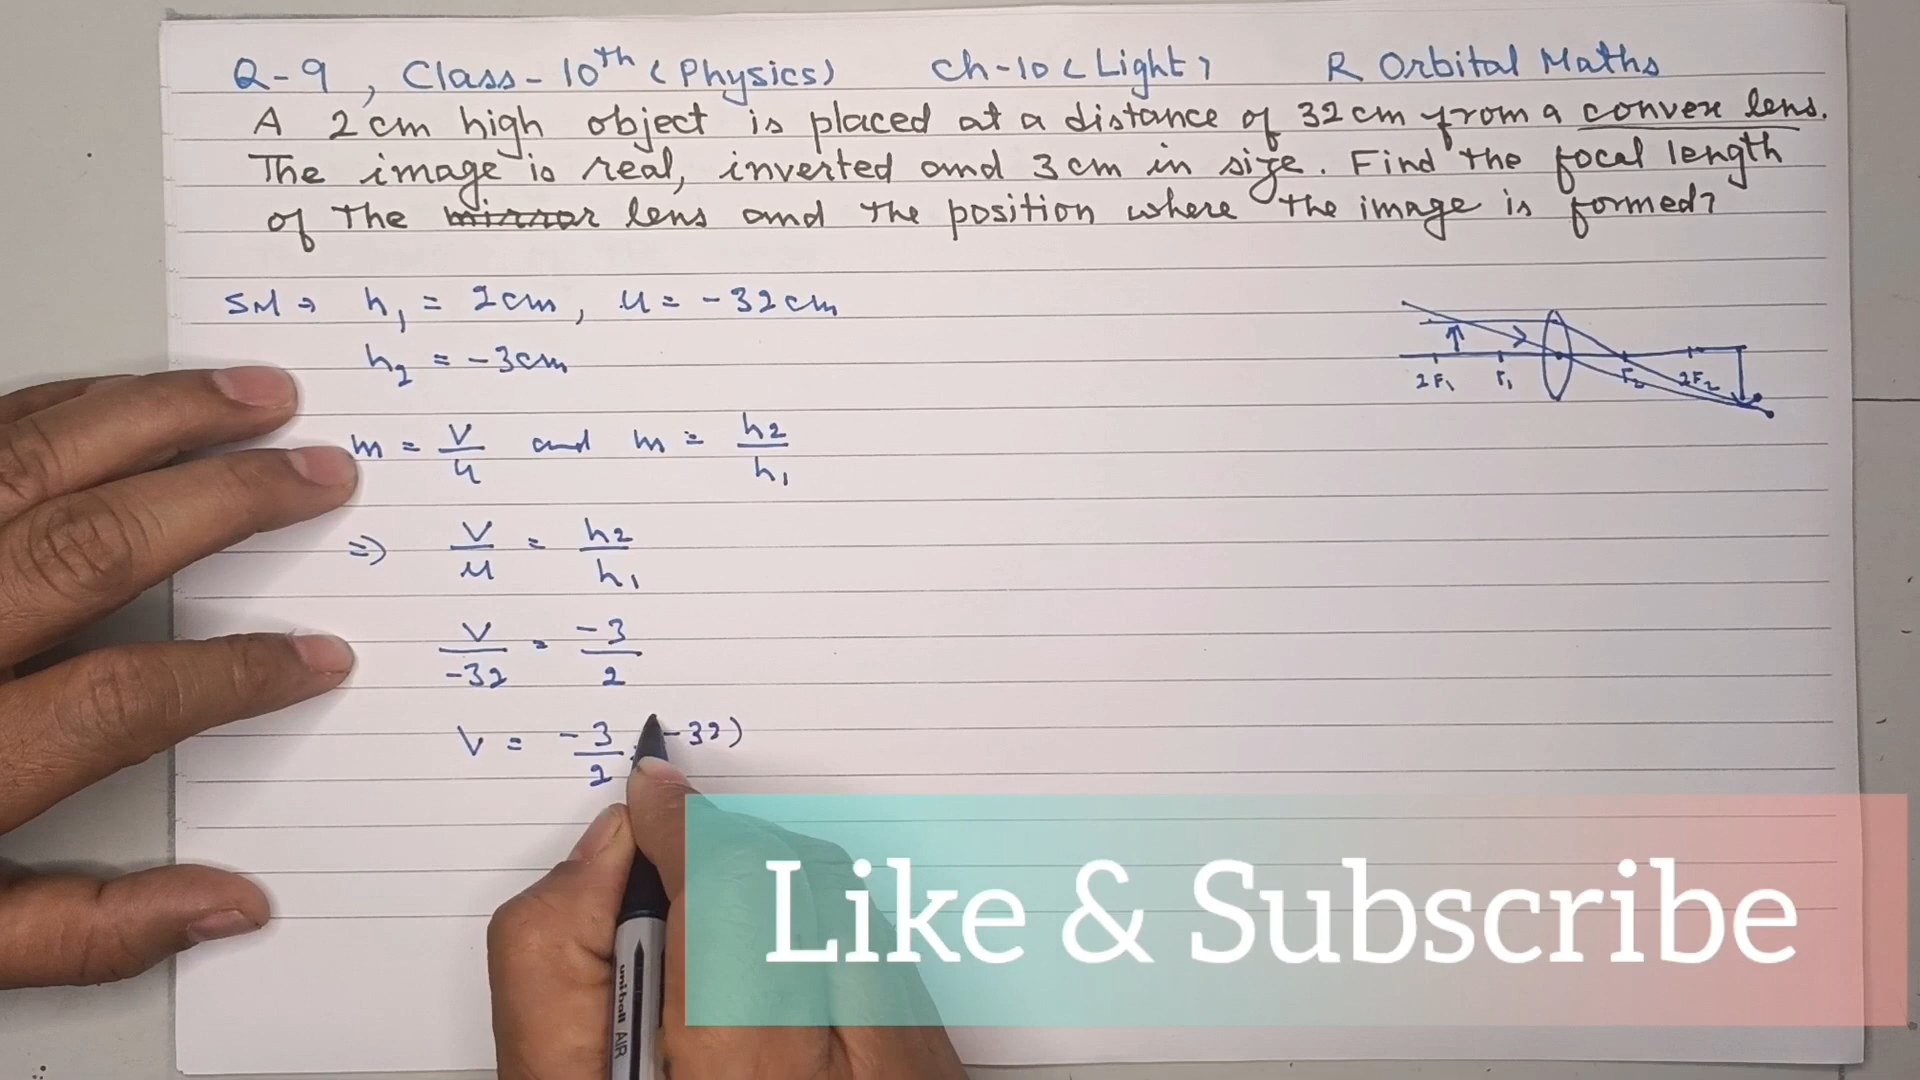 Q-9, Class-10th (Physics) Ch-10 (Light) R Orbital Maths
A 2cm high object is placed at a distance of 32cm from a convex lens.
The image is real, inverted and 3cm in size. Find the focal length
of the mirror lens and the position where the image is formed?
h1 = 2cm, u = -32cm
h2 = -3cm
m = v/u and m = h2/h1
=> v/u = h2/h1
v/-32 = -3/2
v = -3/2 -32)
2F1 F1 F2 2F2
uniball AIR
Like & Subscribe